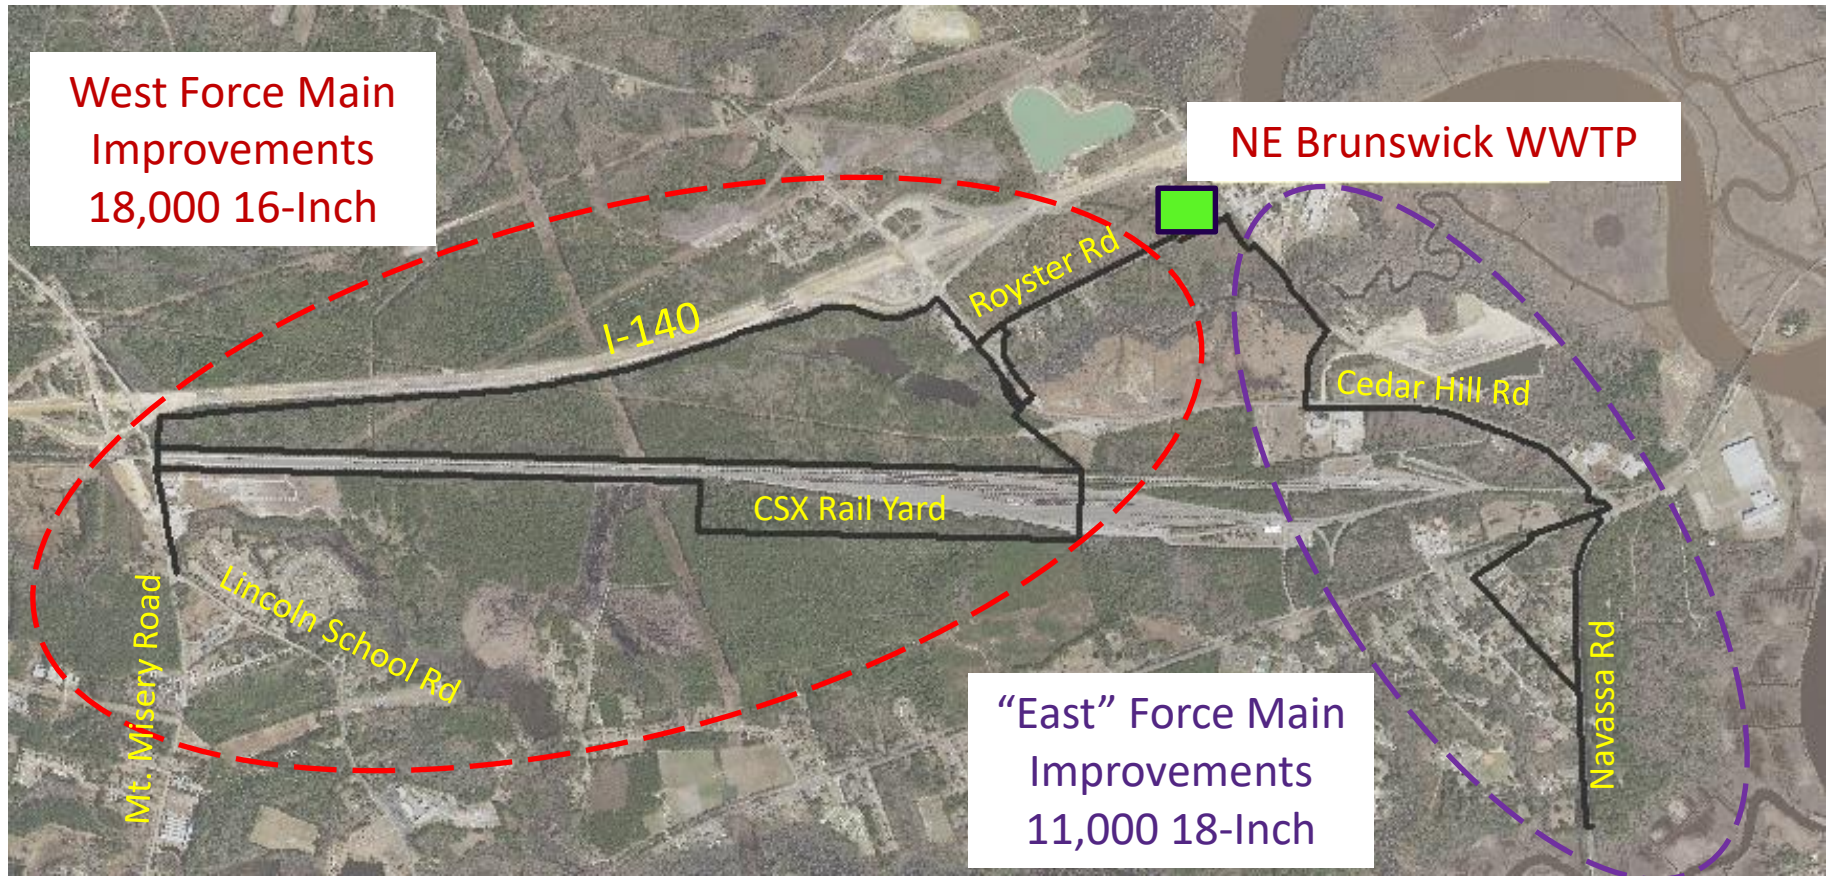 West Force Main
Improvements
18,000 16-Inch
NE Brunswick WWTP
Royster Rd
I-140
Cedar Hill Rd
CSX Rail Yard
Lincoln School Rd
Mt. Misery Road
Navassa Rd
“East” Force Main
Improvements
11,000 18-Inch